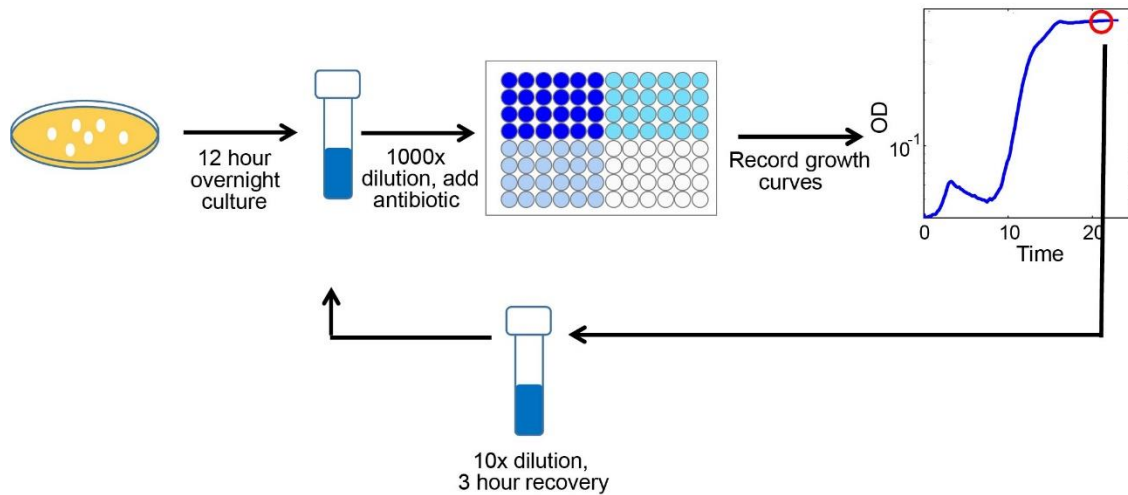 12 hour
overnight
culture
1000x
dilution, add
antibiotic
Record growth
curves
OD
10-1
0
10
20
Time
10x dilution,
3 hour recovery